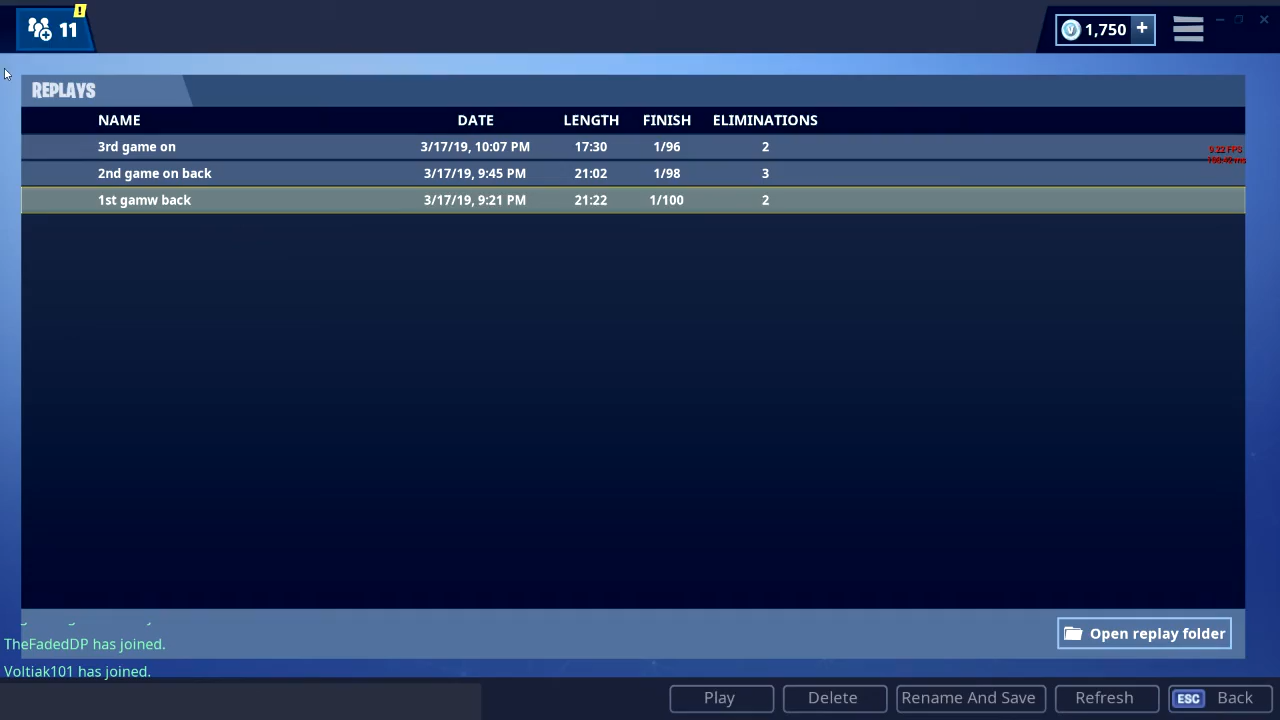 11
!
1,750 +
REPLAYS
NAME DATE LENGTH FINISH ELIMINATIONS
3rd game on 3/17/19, 10:07 PM 17:30 1/96 2
2nd game on back 3/17/19, 9:45 PM 21:02 1/98 3
1st gamw back 3/17/19, 9:21 PM 21:22 1/100 2
FPS
ms
TheFadedDP has joined.
Voltiak101 has joined.
Open replay folder
Play Delete Rename And Save Refresh ESC Back